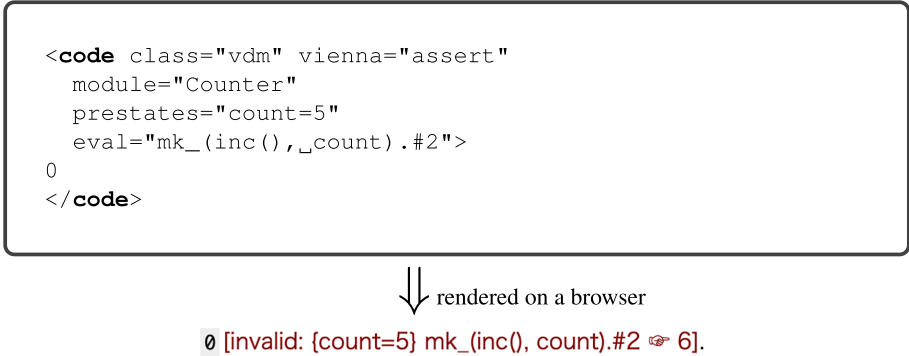 <code class="vdm" vienna="assert"
module="Counter"
prestates="count=5"
eval="mk_(inc(),␣count).#2">
0
</code>
rendered on a browser
0 [invalid: {count=5} mk_(inc(), count).#2 ☞ 6].